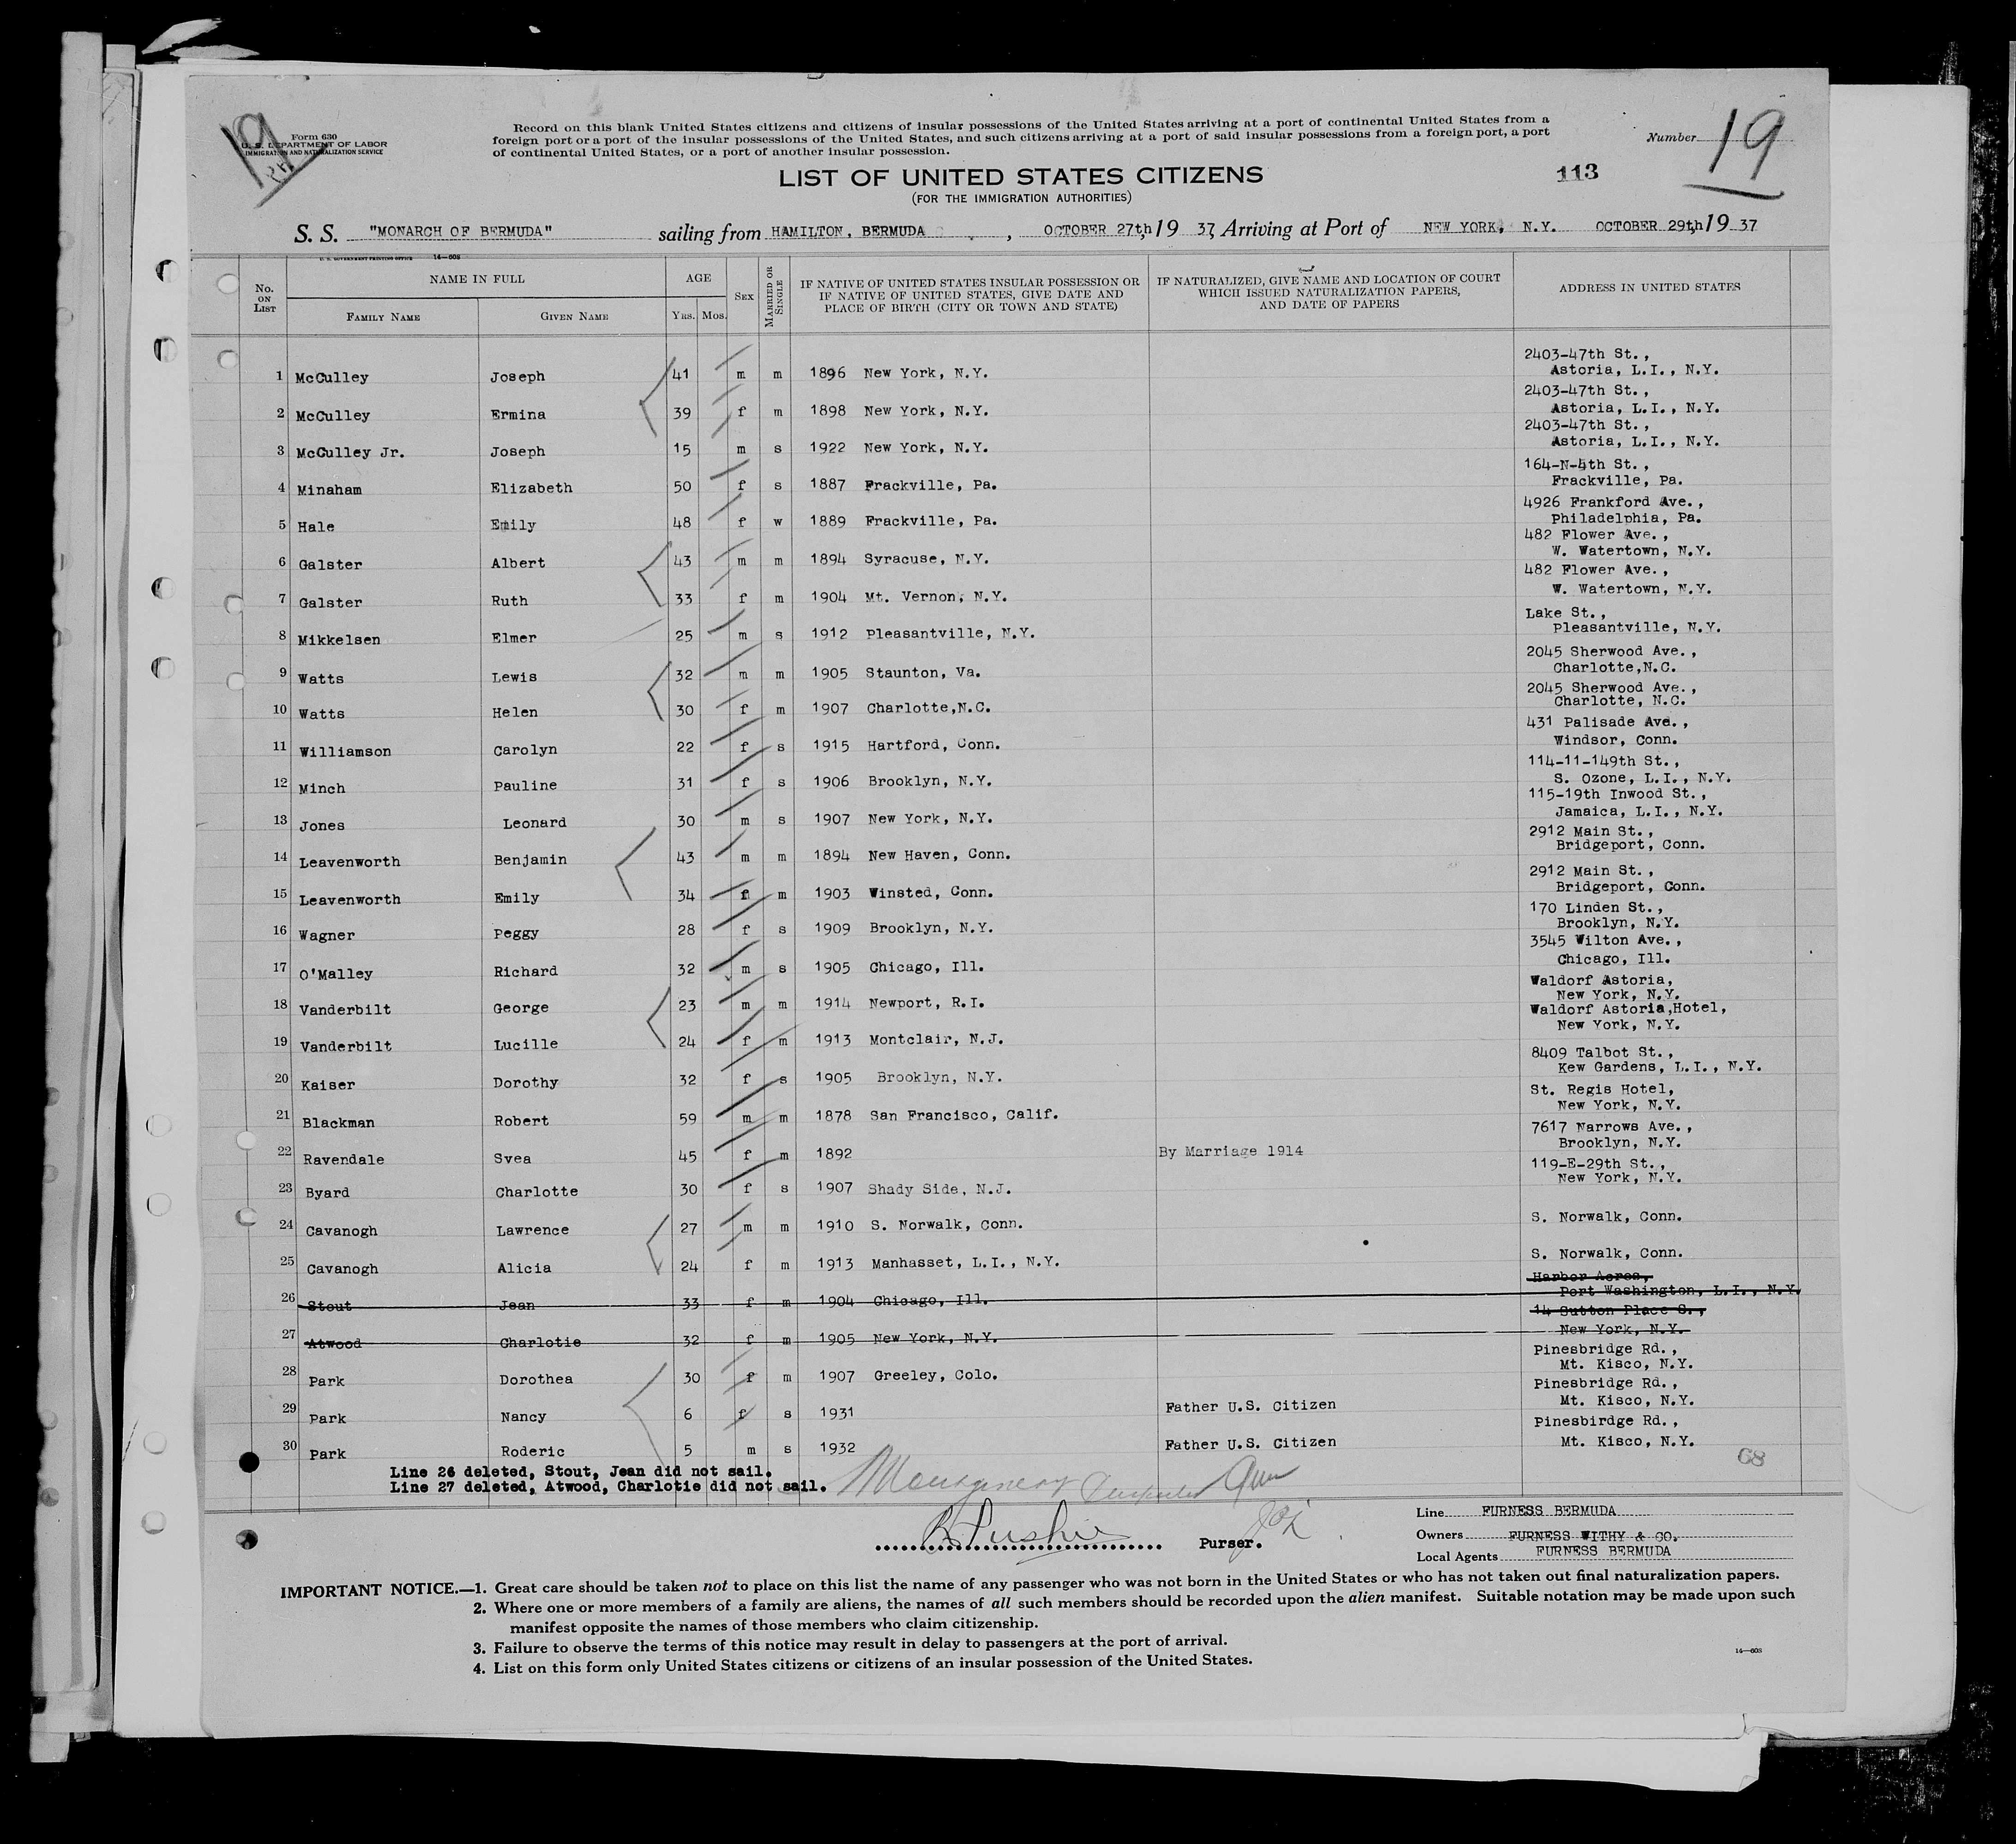 19
Form 630
U. S. DEPARTMENT OF LABOR
IMMIGRATION AND NATURALIZATION SERVICE
Record on this blank United States citizens and citizens of insular possessions of the United States arriving at a port of continental United States from a
foreign port or a port of the insular possessions of the United States, and such citizens arriving at a port of said insular possessions from a foreign port, a port
of continental United States, or a port of another insular possession.
Number 19
LIST OF UNITED STATES CITIZENS
113
(FOR THE IMMIGRATION AUTHORITIES)
S. S. "MONARCH OF BERMUDA" sailing from HAMILTON, BERMUDA , OCTOBER 27th, 19 37, Arriving at Port of NEW YORK, N.Y. OCTOBER 29th, 19 37
U. S. GOVERNMENT PRINTING OFFICE 14—608
No. ON LIST NAME IN FULL AGE SEX MARRIED OR SINGLE IF NATIVE OF UNITED STATES INSULAR POSSESSION OR IF NATIVE OF UNITED STATES, GIVE DATE AND PLACE OF BIRTH (CITY OR TOWN AND STATE) IF NATURALIZED, GIVE NAME AND LOCATION OF COURT WHICH ISSUED NATURALIZATION PAPERS, AND DATE OF PAPERS ADDRESS IN UNITED STATES
FAMILY NAME GIVEN NAME YRS. MOS.
1 McCulley Joseph 41 m m 1896 New York, N.Y. 2403-47th St., Astoria, L.I., N.Y.
2 McCulley Ermina 39 f m 1898 New York, N.Y. 2403-47th St., Astoria, L.I., N.Y.
3 McCulley Jr. Joseph 15 m s 1922 New York, N.Y. 2403-47th St., Astoria, L.I., N.Y.
4 Minaham Elizabeth 50 f s 1887 Frackville, Pa. 164-N-4th St., Frackville, Pa.
5 Hale Emily 48 f w 1889 Frackville, Pa. 4926 Frankford Ave., Philadelphia, Pa.
6 Galster Albert 43 m m 1894 Syracuse, N.Y. 482 Flower Ave., W. Watertown, N.Y.
7 Galster Ruth 33 f m 1904 Mt. Vernon, N.Y. 482 Flower Ave., W. Watertown, N.Y.
8 Mikkelsen Elmer 25 m s 1912 Pleasantville, N.Y. Lake St., Pleasantville, N.Y.
9 Watts Lewis 32 m m 1905 Staunton, Va. 2045 Sherwood Ave., Charlotte,N.C.
10 Watts Helen 30 f m 1907 Charlotte,N.C. 2045 Sherwood Ave., Charlotte, N.C.
11 Williamson Carolyn 22 f s 1915 Hartford, Conn. 431 Palisade Ave., Windsor, Conn.
12 Minch Pauline 31 f s 1906 Brooklyn, N.Y. 114-11-149th St., S. Ozone, L.I., N.Y.
13 Jones Leonard 30 m s 1907 New York, N.Y. 115-19th Inwood St., Jamaica, L.I., N.Y.
14 Leavenworth Benjamin 43 m m 1894 New Haven, Conn. 2912 Main St., Bridgeport, Conn.
15 Leavenworth Emily 34 f m 1903 Winsted, Conn. 2912 Main St., Bridgeport, Conn.
16 Wagner Peggy 28 f s 1909 Brooklyn, N.Y. 170 Linden St., Brooklyn, N.Y.
17 O'Malley Richard 32 m s 1905 Chicago, Ill. 3545 Wilton Ave., Chicago, Ill.
18 Vanderbilt George 23 m m 1914 Newport, R.I. Waldorf Astoria, New York, N.Y.
19 Vanderbilt Lucille 24 f m 1913 Montclair, N.J. Waldorf Astoria,Hotel, New York, N.Y.
20 Kaiser Dorothy 32 f s 1905 Brooklyn, N.Y. 8409 Talbot St., Kew Gardens, L.I., N.Y.
21 Blackman Robert 59 m m 1878 San Francisco, Calif. St. Regis Hotel, New York, N.Y.
22 Ravendale Svea 45 f m 1892 By Marriage 1914 7617 Narrows Ave., Brooklyn, N.Y.
23 Byard Charlotte 30 f s 1907 Shady Side, N.J. 119-E-29th St., New York, N.Y.
24 Cavanogh Lawrence 27 m m 1910 S. Norwalk, Conn. S. Norwalk, Conn.
25 Cavanogh Alicia 24 f m 1913 Manhasset, L.I., N.Y. S. Norwalk, Conn.
26 Stout Jean 33 f m 1904 Chicago, Ill. Harbor Acres, Port Washington, L.I., N.Y.
27 Atwood Charlotie 32 f m 1905 New York, N.Y. 14 Sutton Place S., New York, N.Y.
28 Park Dorothea 30 f m 1907 Greeley, Colo. Pinesbridge Rd., Mt. Kisco, N.Y.
29 Park Nancy 6 f s 1931 Father U.S. Citizen Pinesbridge Rd., Mt. Kisco, N.Y.
30 Park Roderic 5 m s 1932 Father U.S. Citizen Pinesbirdge Rd., Mt. Kisco, N.Y.
68
Line 26 deleted, Stout, Jean did not sail.
Line 27 deleted, Atwood, Charlotie did not sail.
Montgomery
Purser.
Line FURNESS BERMUDA
Owners FURNESS WITHY & CO.
Local Agents FURNESS BERMUDA
IMPORTANT NOTICE.—1. Great care should be taken not to place on this list the name of any passenger who was not born in the United States or who has not taken out final naturalization papers.
2. Where one or more members of a family are aliens, the names of all such members should be recorded upon the alien manifest. Suitable notation may be made upon such
manifest opposite the names of those members who claim citizenship.
3. Failure to observe the terms of this notice may result in delay to passengers at the port of arrival.
4. List on this form only United States citizens or citizens of an insular possession of the United States.
14—608